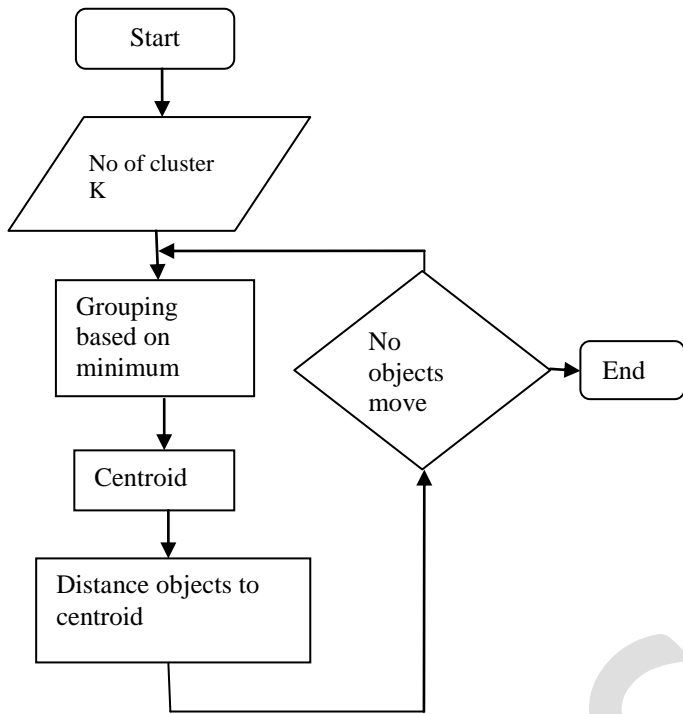 Start
No of cluster
K
Grouping
based on
minimum
Centroid
Distance objects to
centroid
No
objects
move
End